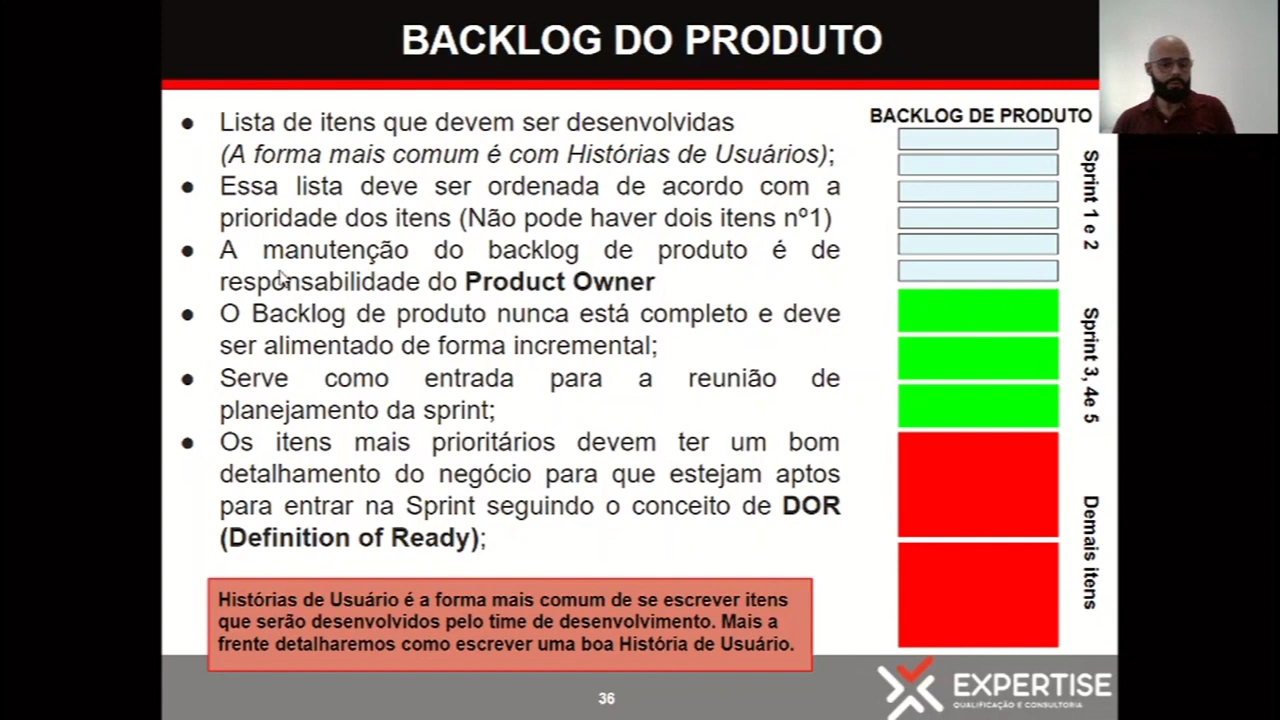 BACKLOG DO PRODUTO
● Lista de itens que devem ser desenvolvidas
(A forma mais comum é com Histórias de Usuários);
● Essa lista deve ser ordenada de acordo com a
prioridade dos itens (Não pode haver dois itens nº1)
● A manutenção do backlog de produto é de
responsabilidade do Product Owner
● O Backlog de produto nunca está completo e deve
ser alimentado de forma incremental;
● Serve como entrada para a reunião de
planejamento da sprint;
● Os itens mais prioritários devem ter um bom
detalhamento do negócio para que estejam aptos
para entrar na Sprint seguindo o conceito de DOR
(Definition of Ready);
Histórias de Usuário é a forma mais comum de se escrever itens
que serão desenvolvidos pelo time de desenvolvimento. Mais a
frente detalharemos como escrever uma boa História de Usuário.
BACKLOG DE PRODUTO
Sprint 1 e 2
Sprint 3, 4e 5
Demais itens
36
EXPERTISE
QUALIFICAÇÃO E CONSULTORIA